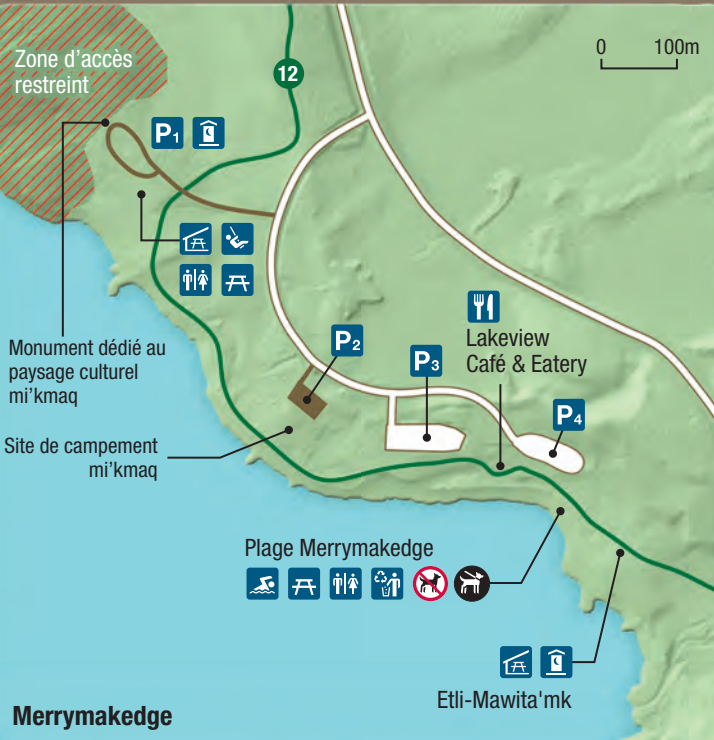 Zone d'accès
restreint
12
0 100m
P1
Monument dédié au
paysage culturel
mi'kmaq
P2
P3
Lakeview
Café & Eatery
P4
Site de campement
mi'kmaq
Plage Merrymakedge
Etli-Mawita'mk
Merrymakedge